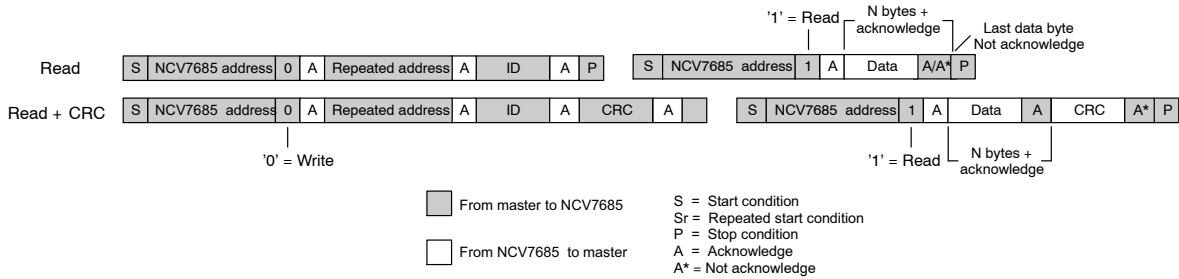 '1' = Read
N bytes +
acknowledge
Last data byte
Not acknowledge
Read
S NCV7685 address 0 A Repeated address A ID A P
S NCV7685 address 1 A Data A/A* P
Read + CRC
S NCV7685 address 0 A Repeated address A ID A CRC A
S NCV7685 address 1 A Data A CRC A* P
'0' = Write
'1' = Read
N bytes +
acknowledge
From master to NCV7685
From NCV7685 to master
S = Start condition
Sr = Repeated start condition
P = Stop condition
A = Acknowledge
A* = Not acknowledge